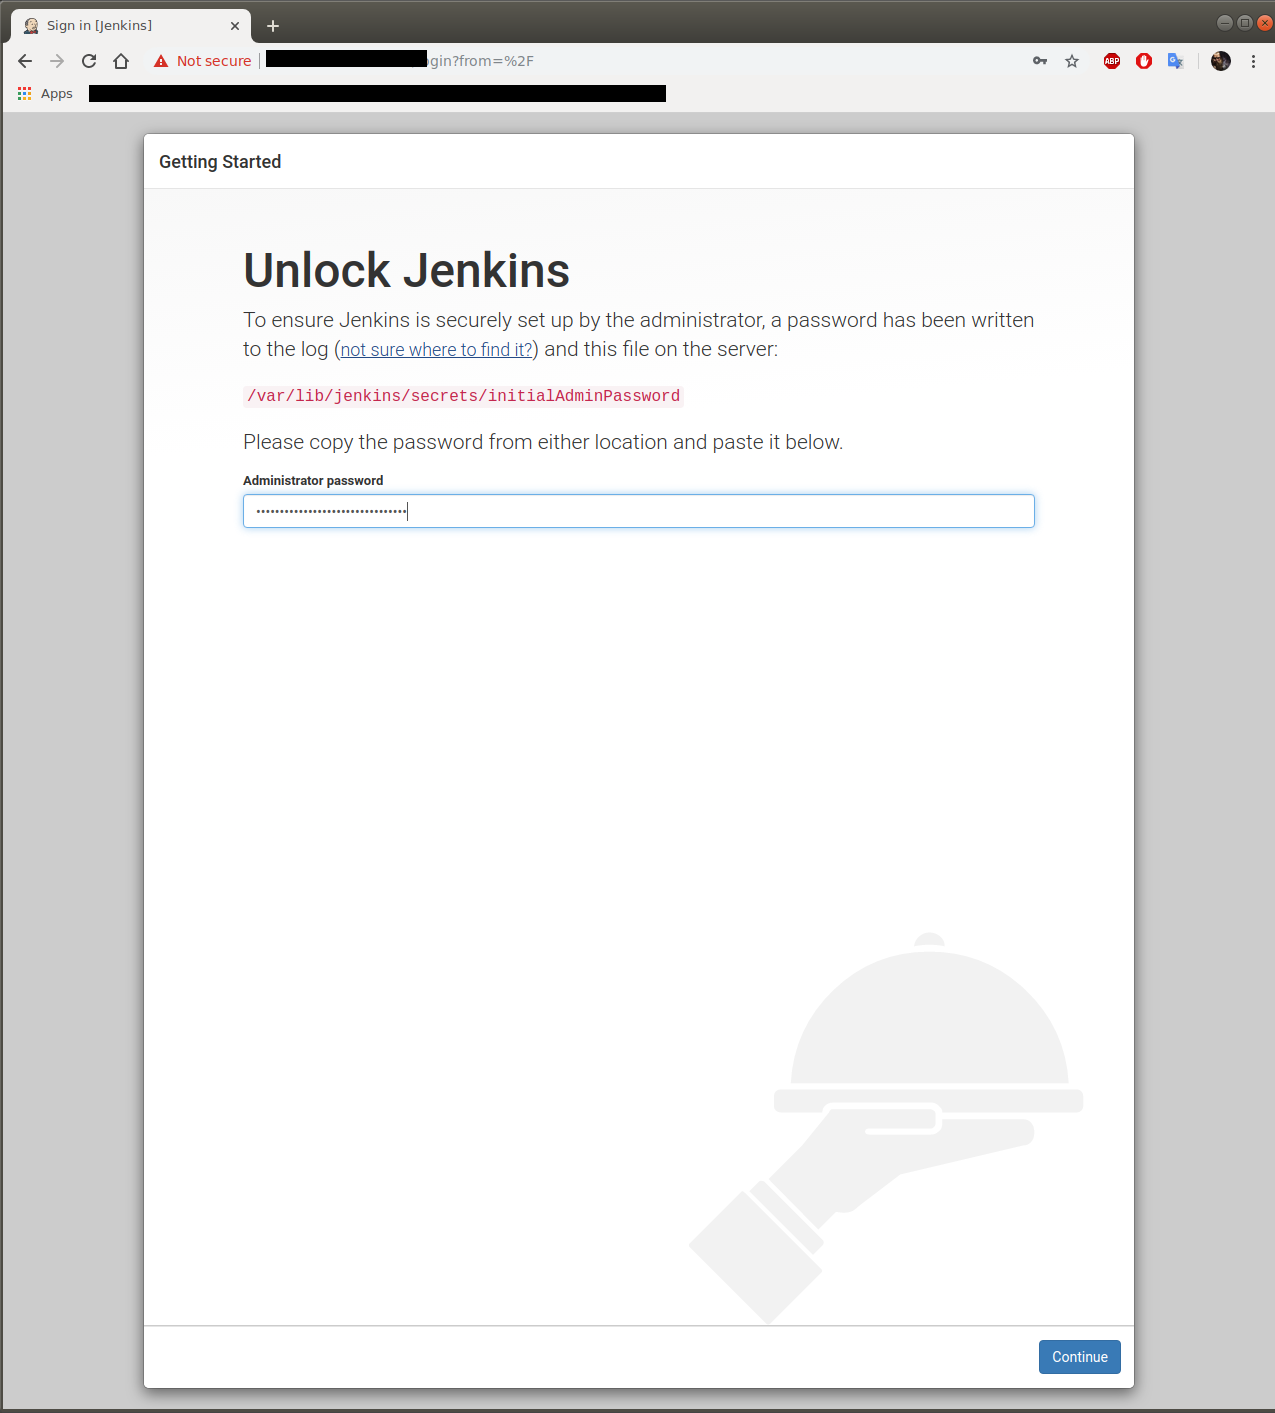 Sign in [Jenkins]
Not secure
ogin?from=%2F
ABP
Apps
Getting Started
Unlock Jenkins
To ensure Jenkins is securely set up by the administrator, a password has been written
to the log (not sure where to find it?) and this file on the server:
/var/lib/jenkins/secrets/initialAdminPassword
Please copy the password from either location and paste it below.
Administrator password
••••••••••••••••••••••••••••••••
Continue